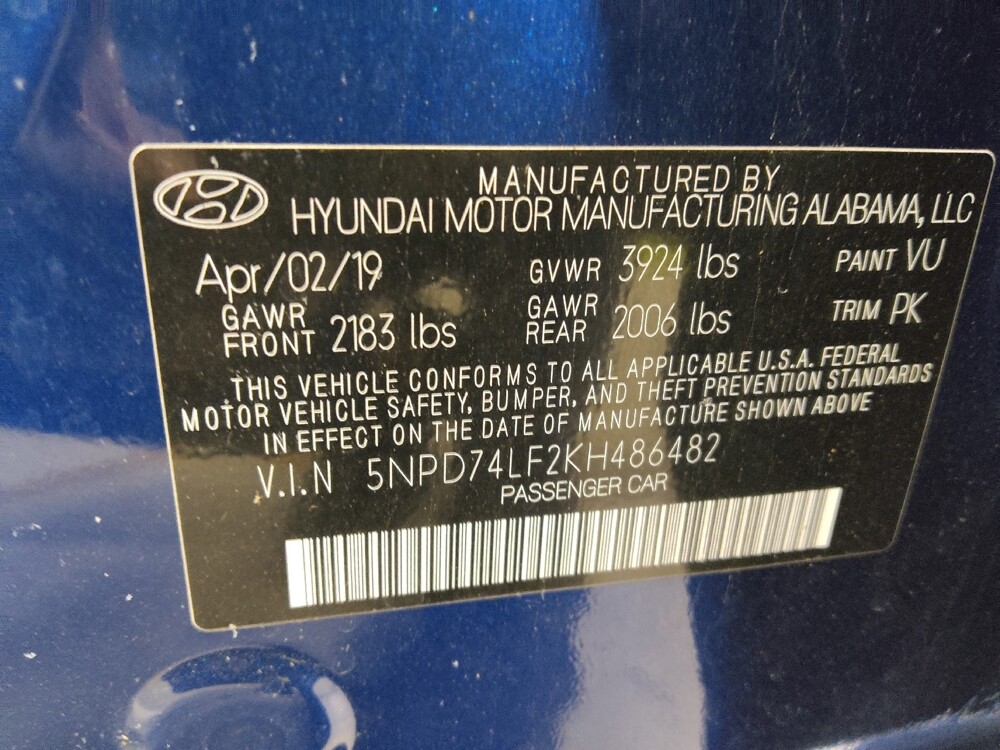 MANUFACTURED BY
HYUNDAI MOTOR MANUFACTURING ALABAMA, LLC
Apr/02/19 GVWR 3924 lbs PAINT VU
GAWR FRONT 2183 lbs GAWR REAR 2006 lbs TRIM PK
THIS VEHICLE CONFORMS TO ALL APPLICABLE U.S.A. FEDERAL
MOTOR VEHICLE SAFETY, BUMPER, AND THEFT PREVENTION STANDARDS
IN EFFECT ON THE DATE OF MANUFACTURE SHOWN ABOVE
V.I.N 5NPD74LF2KH486482
PASSENGER CAR